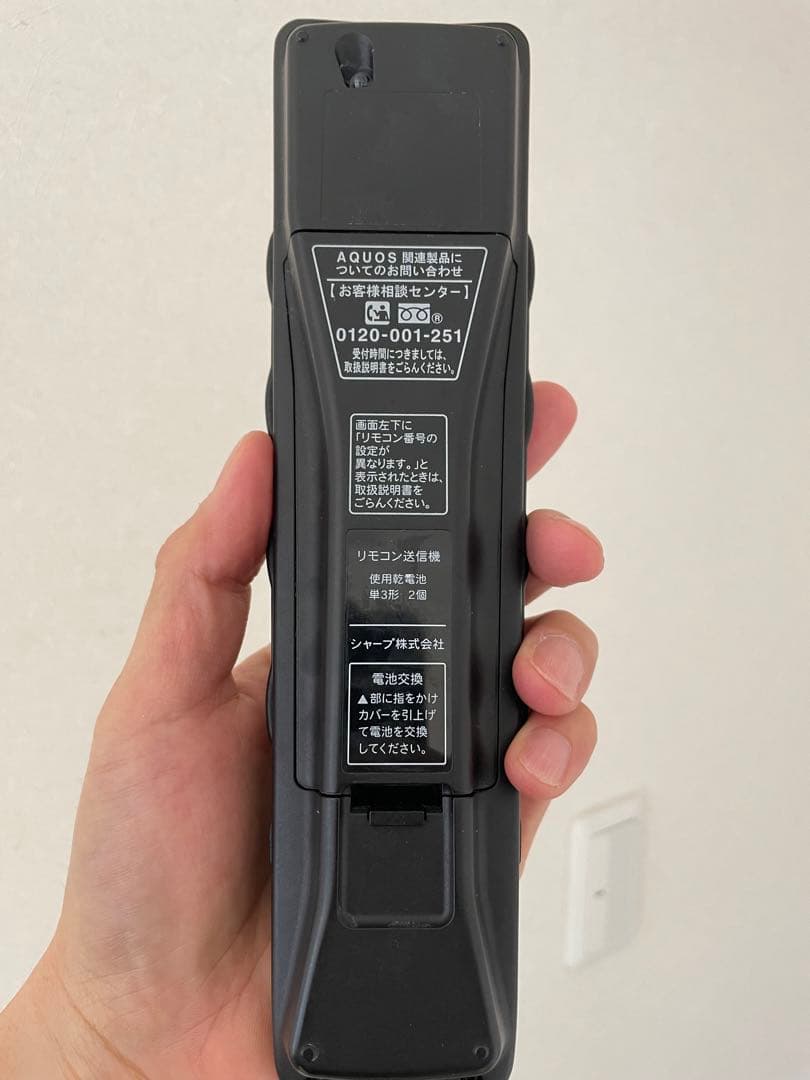 AQUOS 関連製品に
ついてのお問い合わせ
【お客様相談センター】
®
0120-001-251
受付時間につきましては、
取扱説明書をごらんください。
画面左下に
「リモコン番号の
設定が
異なります。」と
表示されたときは、
取扱説明書を
ごらんください。
リモコン送信機
使用乾電池
単3形 2個
シャープ株式会社
電池交換
▲部に指をかけ
カバーを引上げ
て電池を交換
してください。